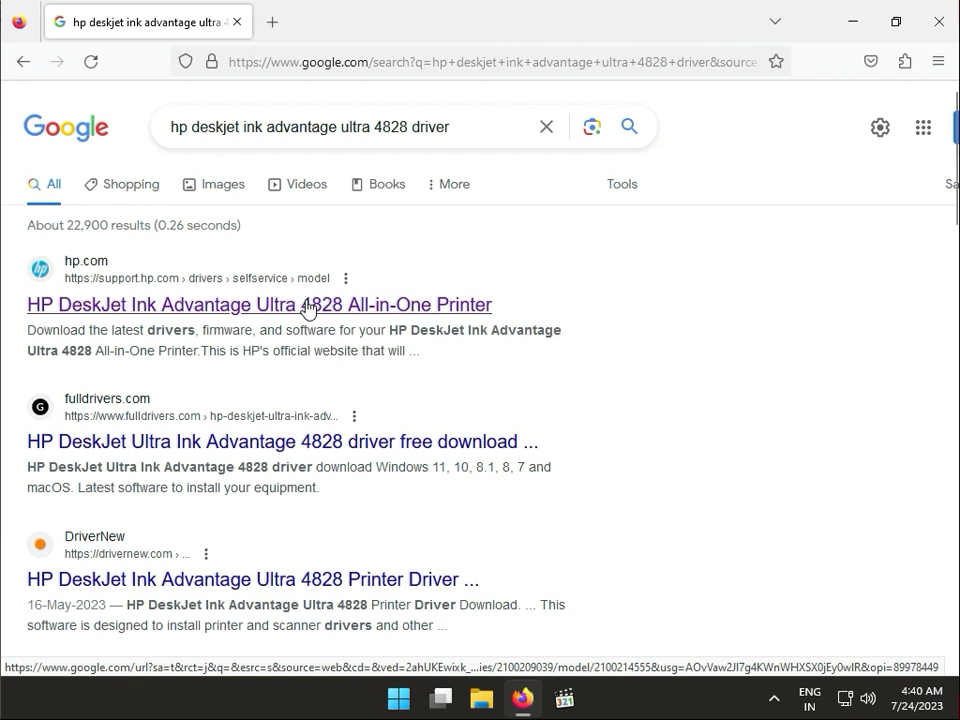 hp deskjet ink advantage ultra 4
https://www.google.com/search?q=hp+deskjet+ink+advantage+ultra+4828+driver&source
Google
hp deskjet ink advantage ultra 4828 driver
All
Shopping
Images
Videos
Books
More
Tools
Sa
About 22,900 results (0.26 seconds)
hp
hp.com
https://support.hp.com › drivers › selfservice › model
HP DeskJet Ink Advantage Ultra 4828 All-in-One Printer
Download the latest drivers, firmware, and software for your HP DeskJet Ink Advantage
Ultra 4828 All-in-One Printer.This is HP's official website that will ...
G
fulldrivers.com
https://www.fulldrivers.com › hp-deskjet-ultra-ink-adv...
HP DeskJet Ultra Ink Advantage 4828 driver free download ...
HP DeskJet Ultra Ink Advantage 4828 driver download Windows 11, 10, 8.1, 8, 7 and
macOS. Latest software to install your equipment.
DriverNew
https://drivernew.com › ...
HP DeskJet Ink Advantage Ultra 4828 Printer Driver ...
16-May-2023 — HP DeskJet Ink Advantage Ultra 4828 Printer Driver Download. ... This
software is designed to install printer and scanner drivers and other ...
https://www.google.com/url?sa=t&rct=j&q=&esrc=s&source=web&cd=&ved=2ahUKEwixk_...ies/2100209039/model/2100214555&usg=AOvVaw2JI7g4KWnWHXSX0jEy0wIR&opi=89978449
321
ENG
IN
4:40 AM
7/24/2023